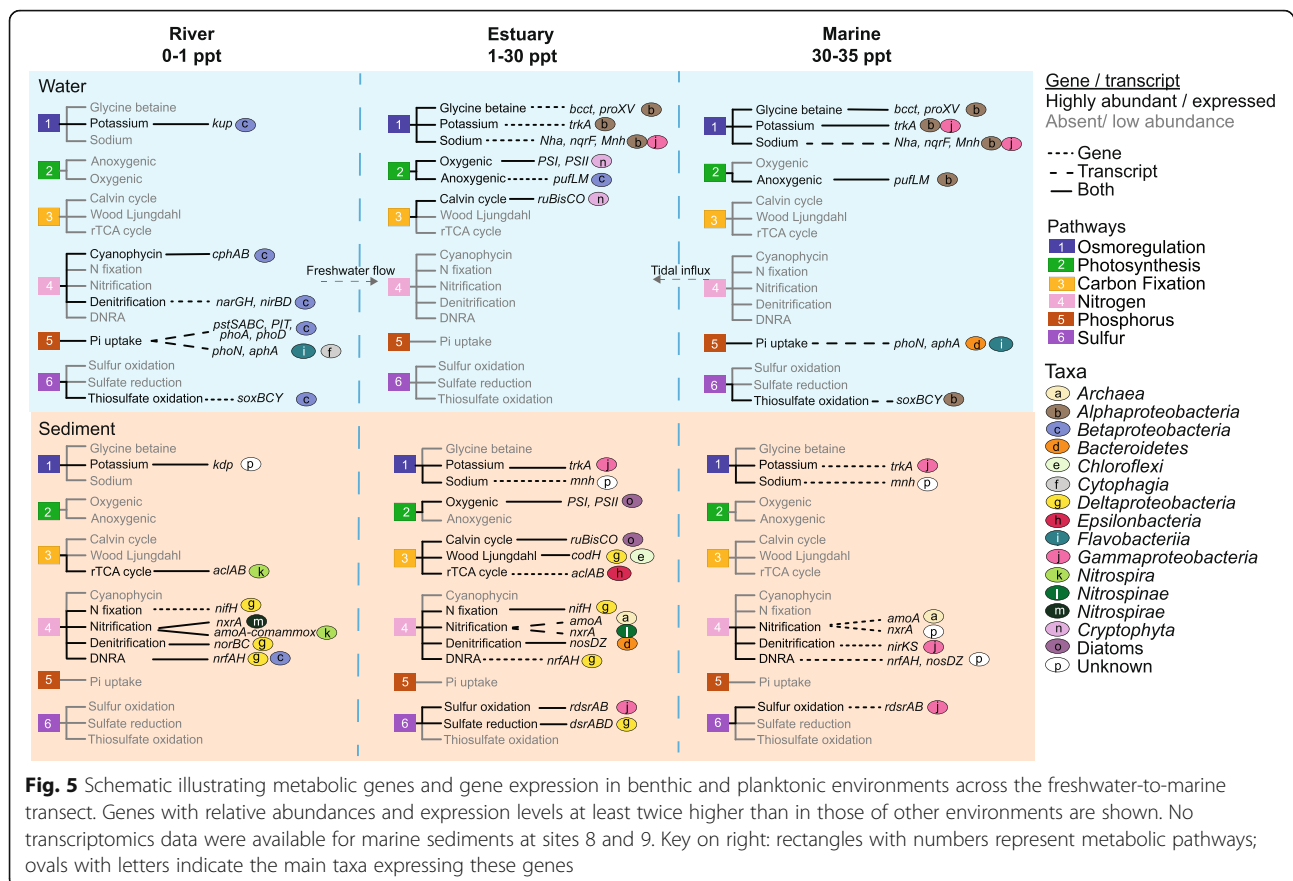 River
0-1 ppt
Estuary
1-30 ppt
Marine
30-35 ppt
Water
1
Glycine betaine
Potassium kup c
Sodium
2
Anoxygenic
Oxygenic
3
Calvin cycle
Wood Ljungdahl
rTCA cycle
4
Cyanophycin cphAB c
N fixation
Nitrification
Denitrification narGH, nirBD c
DNRA
5
Pi uptake
pstSABC, PIT, phoA, phoD c
phoN, aphA i f
6
Sulfur oxidation
Sulfate reduction
Thiosulfate oxidation soxBCY c
Freshwater flow
1
Glycine betaine bcct, proXV b
Potassium trkA b
Sodium Nha, nqrF, Mnh b j
2
Oxygenic PSI, PSII n
Anoxygenic pufLM c
3
Calvin cycle ruBisCO n
Wood Ljungdahl
rTCA cycle
4
Cyanophycin
N fixation
Nitrification
Denitrification
DNRA
5
Pi uptake
6
Sulfur oxidation
Sulfate reduction
Thiosulfate oxidation
Tidal influx
1
Glycine betaine bcct, proXV b
Potassium trkA b j
Sodium Nha, nqrF, Mnh b j
2
Oxygenic
Anoxygenic pufLM b
3
Calvin cycle
Wood Ljungdahl
rTCA cycle
4
Cyanophycin
N fixation
Nitrification
Denitrification
DNRA
5
Pi uptake phoN, aphA d i
6
Sulfur oxidation
Sulfate reduction
Thiosulfate oxidation soxBCY b
Sediment
1
Glycine betaine
Potassium kdp p
Sodium
2
Oxygenic
Anoxygenic
3
Calvin cycle
Wood Ljungdahl
rTCA cycle aclAB k
4
Cyanophycin
N fixation nifH g
Nitrification
nxrA m
amoA-comammox k
Denitrification norBC g
DNRA nrfAH g c
5
Pi uptake
6
Sulfur oxidation
Sulfate reduction
Thiosulfate oxidation
1
Glycine betaine
Potassium trkA j
Sodium mnh p
2
Oxygenic PSI, PSII o
Anoxygenic
3
Calvin cycle ruBisCO o
Wood Ljungdahl codH g e
rTCA cycle aclAB h
4
Cyanophycin
N fixation nifH g
Nitrification
amoA a
nxrA l
Denitrification nosDZ d
DNRA nrfAH g
5
Pi uptake
6
Sulfur oxidation rdsrAB j
Sulfate reduction dsrABD g
Thiosulfate oxidation
1
Glycine betaine
Potassium trkA j
Sodium mnh p
2
Oxygenic
Anoxygenic
3
Calvin cycle
Wood Ljungdahl
rTCA cycle
4
Cyanophycin
N fixation
Nitrification
amoA a
nxrA p
Denitrification nirKS j
DNRA nrfAH, nosDZ p
5
Pi uptake
6
Sulfur oxidation rdsrAB j
Sulfate reduction
Thiosulfate oxidation
Gene / transcript
Highly abundant / expressed
Absent/ low abundance
Gene
Transcript
Both
Pathways
1 Osmoregulation
2 Photosynthesis
3 Carbon Fixation
4 Nitrogen
5 Phosphorus
6 Sulfur
Taxa
a Archaea
b Alphaproteobacteria
c Betaproteobacteria
d Bacteroidetes
e Chloroflexi
f Cytophagia
g Deltaproteobacteria
h Epsilonbacteria
i Flavobacteriia
j Gammaproteobacteria
k Nitrospira
l Nitrospinae
m Nitrospirae
n Cryptophyta
o Diatoms
p Unknown
Fig. 5 Schematic illustrating metabolic genes and gene expression in benthic and planktonic environments across the freshwater-to-marine
transect. Genes with relative abundances and expression levels at least twice higher than in those of other environments are shown. No
transcriptomics data were available for marine sediments at sites 8 and 9. Key on right: rectangles with numbers represent metabolic pathways;
ovals with letters indicate the main taxa expressing these genes